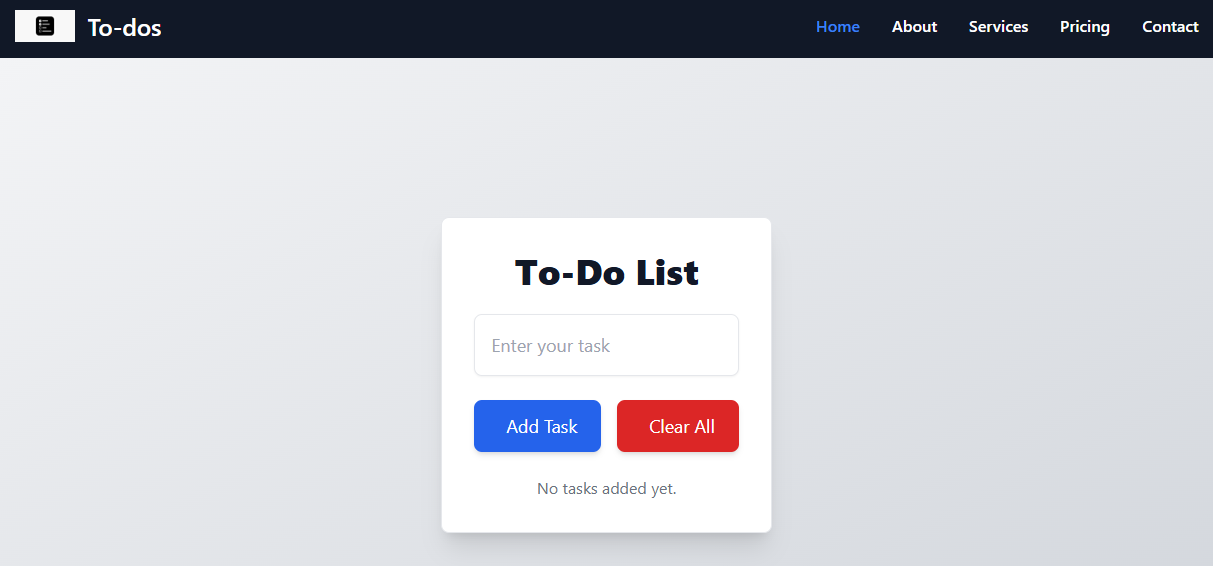 To-dos
Home About Services Pricing Contact
To-Do List
Enter your task
Add Task Clear All
No tasks added yet.